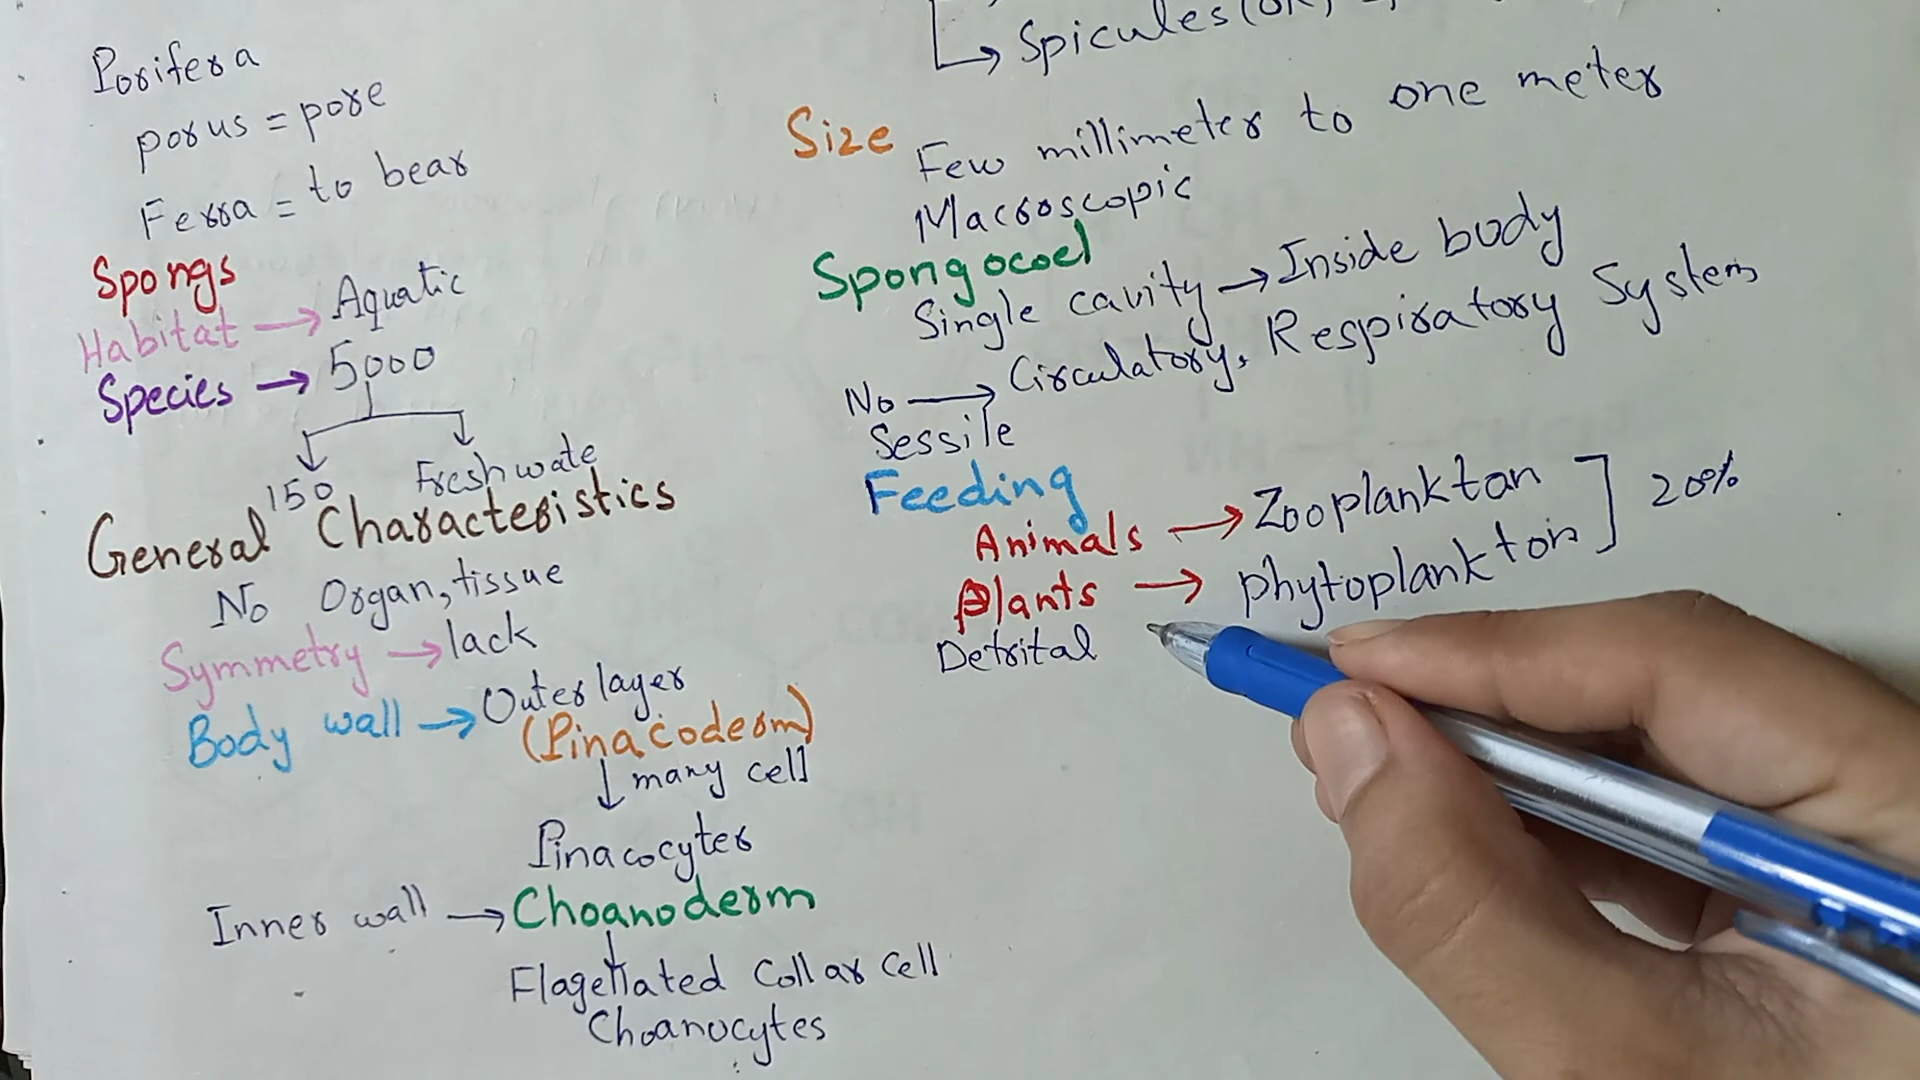 Porifera
porus = pore
Ferra = to bear
Spongs
Habitat → Aquatic
Species → 5000
150 Freshwate
General Characteristics
No Organ, tissue
Symmetry → lack
Body wall → Outer layer
(Pinacoderm)
↓ many cell
Pinacocyter
Inner wall → Choanoderm
Flagellated Collar cell
Choanocytes
↳ Spicules
Size
Few millimeter to one meter
Macroscopic
Spongocoel
Single cavity → Inside body
No → Circulatory, Respiratory System
Sessile
Feeding
Animals → Zooplankton ] 20%
Plants → Phytoplankton
Detrital